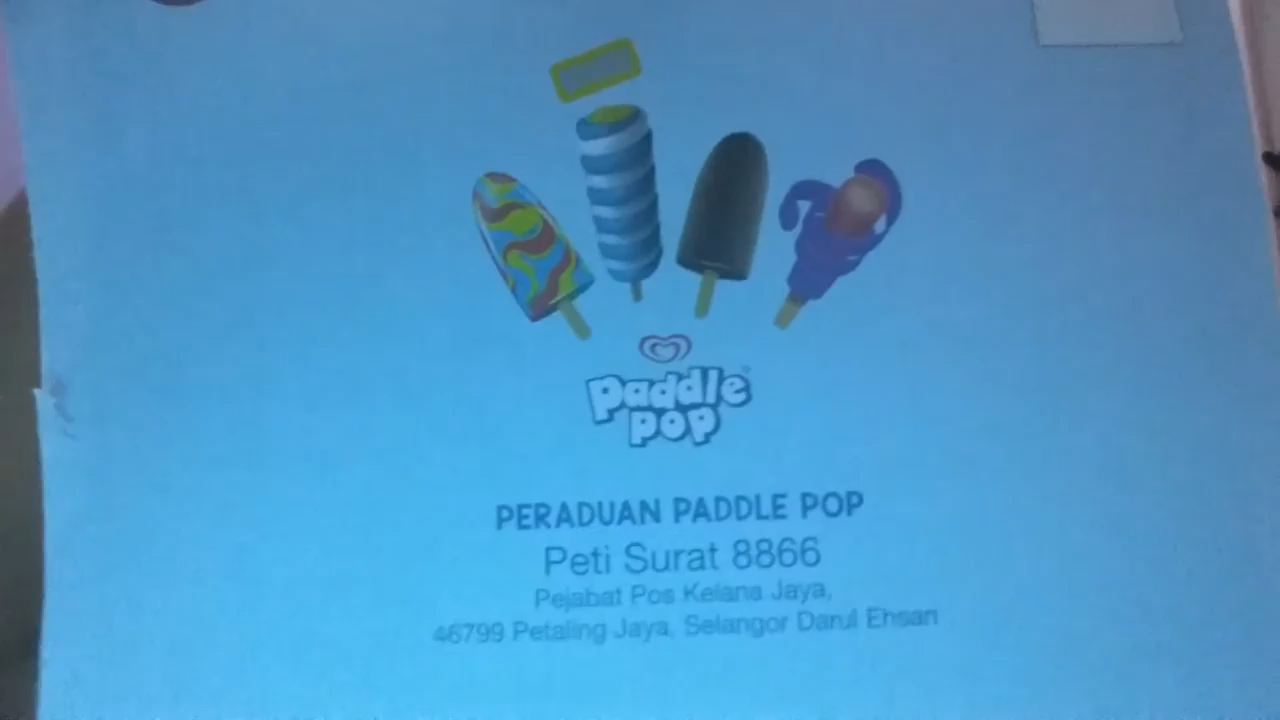 paddle
pop
PERADUAN PADDLE POP
Peti Surat 8866
Pejabat Pos Kelana Jaya,
46799 Petaling Jaya, Selangor Darul Ehsan